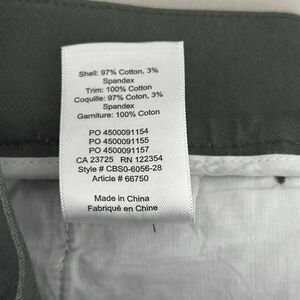 Shell: 97% Cotton, 3%
Spandex
Trim: 100% Cotton
Coquille: 97% Coton, 3%
Spandex
Garniture: 100% Coton
PO 4500091154
PO 4500091155
PO 4500091157
CA 23725 RN 122354
Style # CBS0-6056-28
Article # 66750
Made in China
Fabriqué en Chine